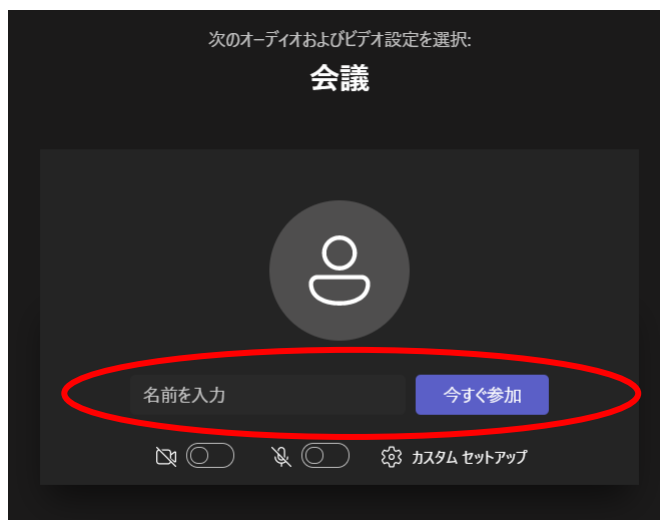 次のオーディオおよびビデオ設定を選択:
会議
名前を入力 今すぐ参加
カスタム セットアップ